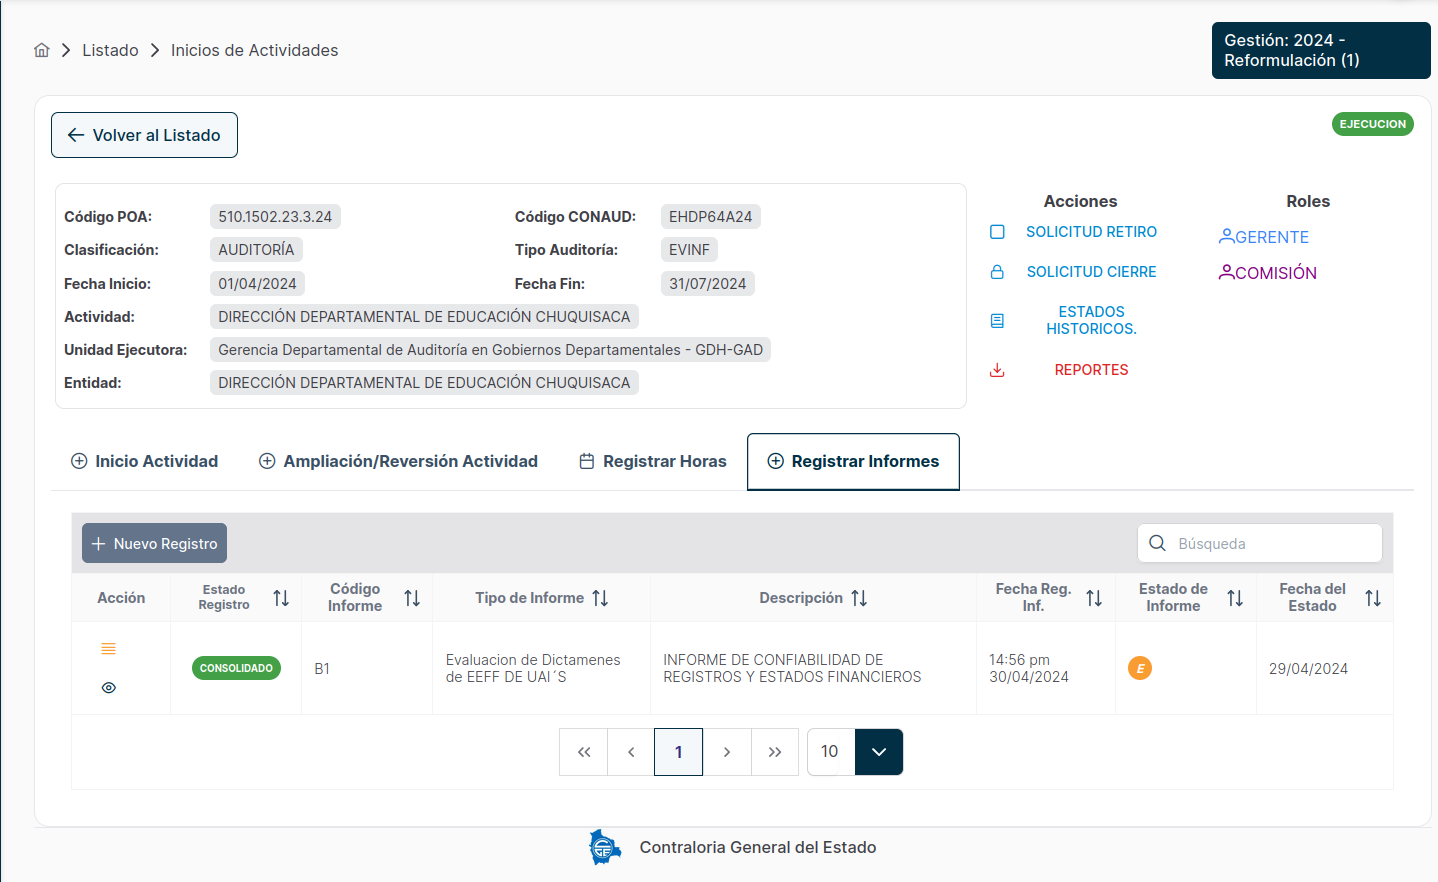 Listado
Inicios de Actividades
Gestión: 2024 -
Reformulación (1)
Volver al Listado
EJECUCION
Código POA: 510.1502.23.3.24 Código CONAUD: EHDP64A24
Clasificación: AUDITORÍA Tipo Auditoría: EVINF
Fecha Inicio: 01/04/2024 Fecha Fin: 31/07/2024
Actividad: DIRECCIÓN DEPARTAMENTAL DE EDUCACIÓN CHUQUISACA
Unidad Ejecutora: Gerencia Departamental de Auditoría en Gobiernos Departamentales - GDH-GAD
Entidad: DIRECCIÓN DEPARTAMENTAL DE EDUCACIÓN CHUQUISACA
Acciones
SOLICITUD RETIRO
SOLICITUD CIERRE
ESTADOS
HISTORICOS.
REPORTES
Roles
GERENTE
COMISIÓN
Inicio Actividad
Ampliación/Reversión Actividad
Registrar Horas
Registrar Informes
Nuevo Registro
Búsqueda
Acción
Estado
Registro
Código
Informe
Tipo de Informe
Descripción
Fecha Reg.
Inf.
Estado de
Informe
Fecha del
Estado
CONSOLIDADO
B1
Evaluacion de Dictamenes
de EEFF DE UAI´S
INFORME DE CONFIABILIDAD DE
REGISTROS Y ESTADOS FINANCIEROS
14:56 pm
30/04/2024
E
29/04/2024
1
10
CGE
Contraloria General del Estado